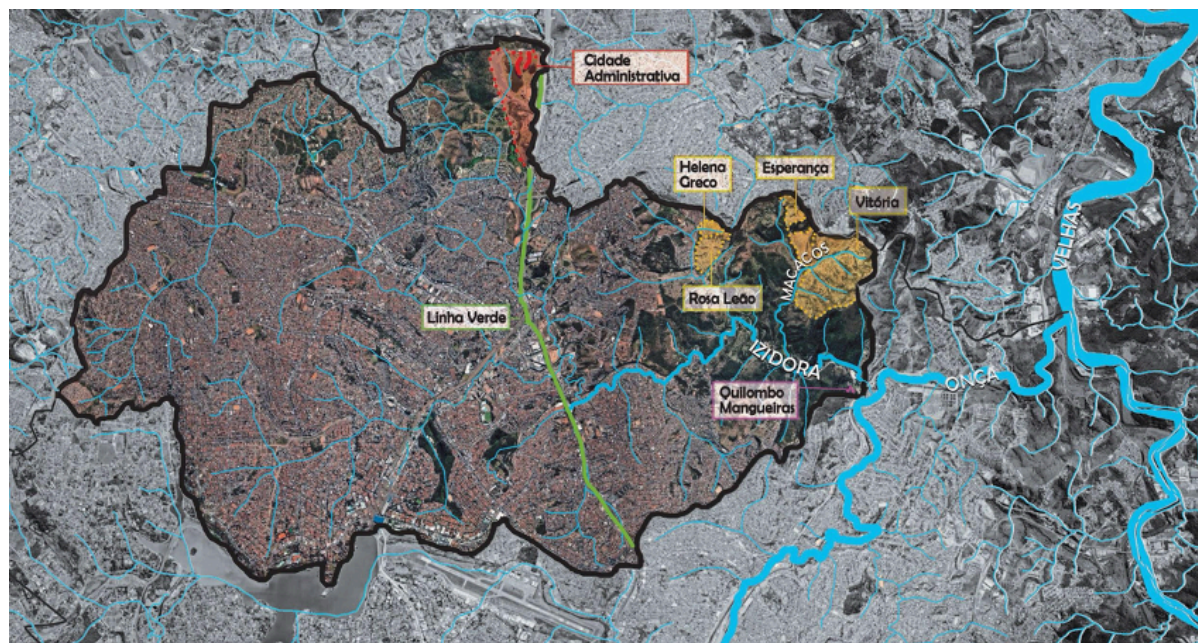 Cidade
Administrativa
Helena
Greco
Esperança
Vitória
VELHAS
MACACOS
Rosa Leão
Linha Verde
IZIDORA
ONÇA
Quilombo
Mangueiras